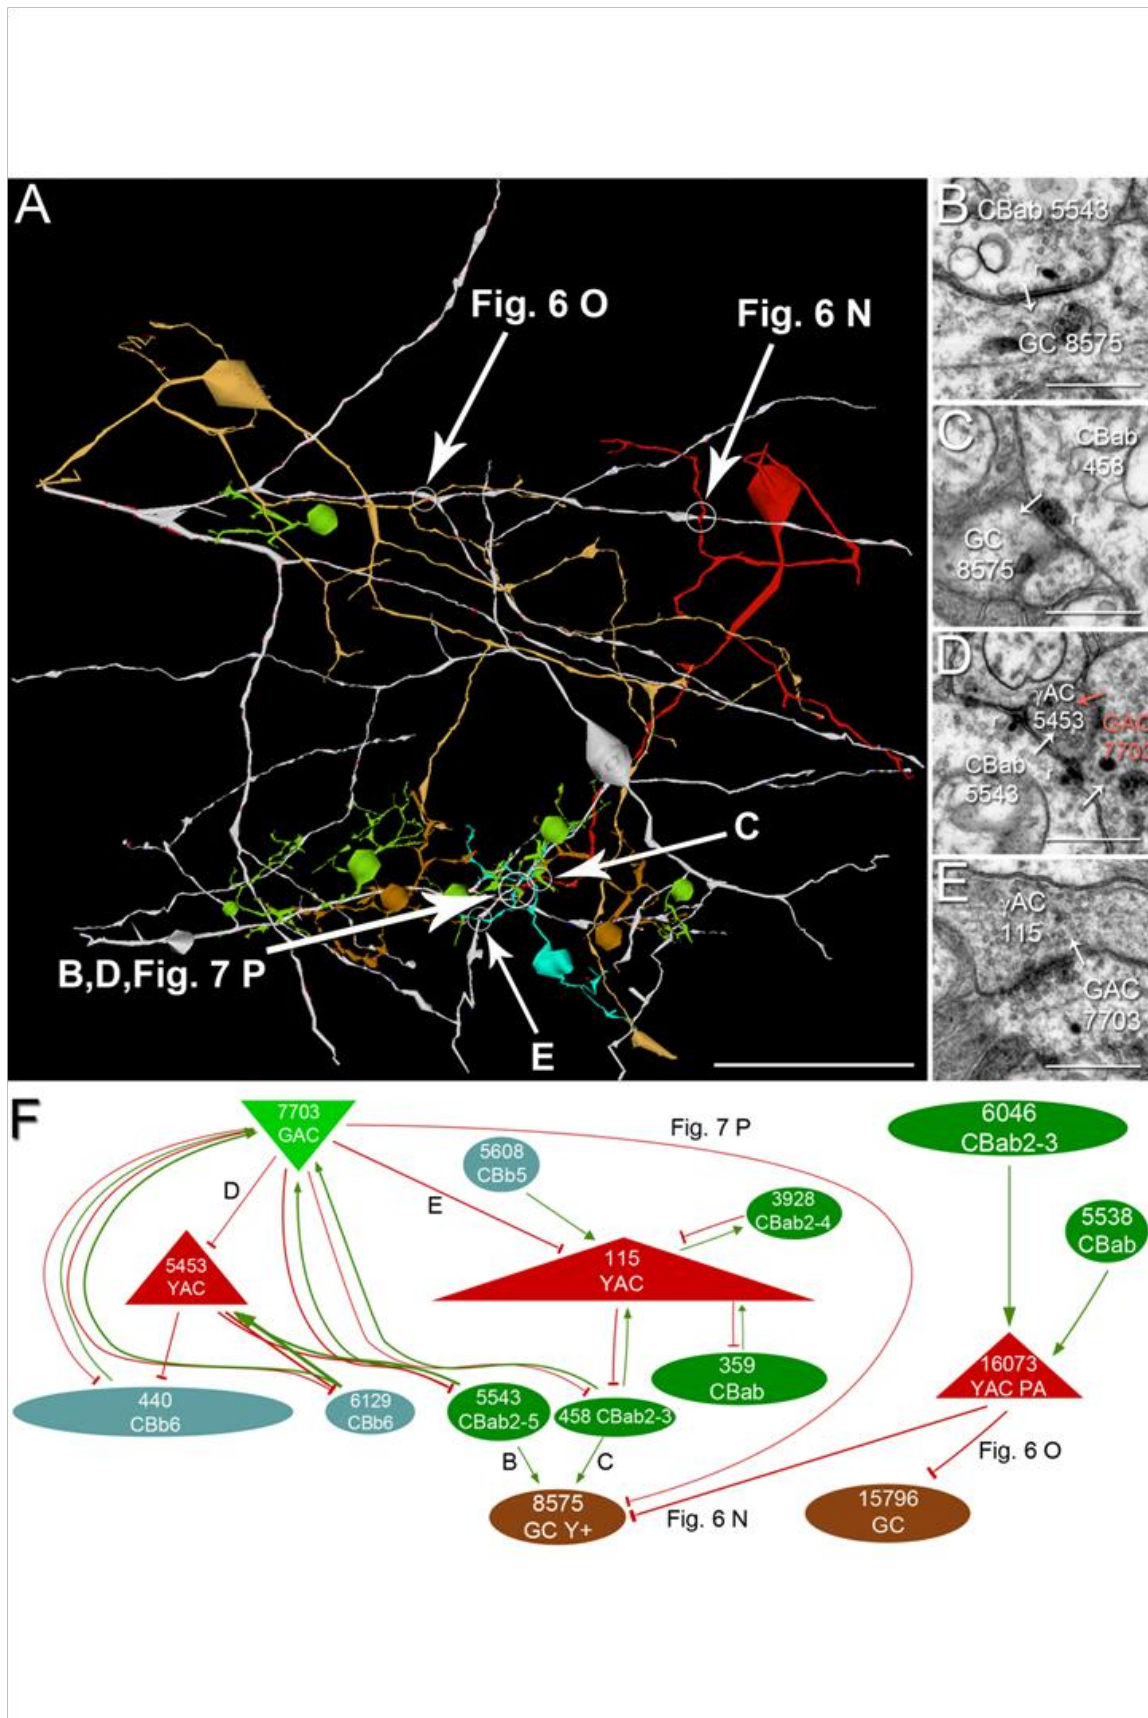 A
Fig. 6 O
Fig. 6 N
C
B,D,Fig. 7 P
E
B
CBab 5543
r
GC 8575
C
CBab
458
r
GC
8575
D
γAC
5453
GAC
7703
r
CBab
5543
r
E
γAC
115
GAC
7703
F
7703
GAC
Fig. 7 P
6046
CBab2-3
5608
CBb5
D
E
3928
CBab2-4
5538
CBab
5453
YAC
115
YAC
16073
YAC PA
359
CBab
440
CBb6
6129
CBb6
5543
CBab2-5
458 CBab2-3
B
C
Fig. 6 O
8575
GC Y+
Fig. 6 N
15796
GC